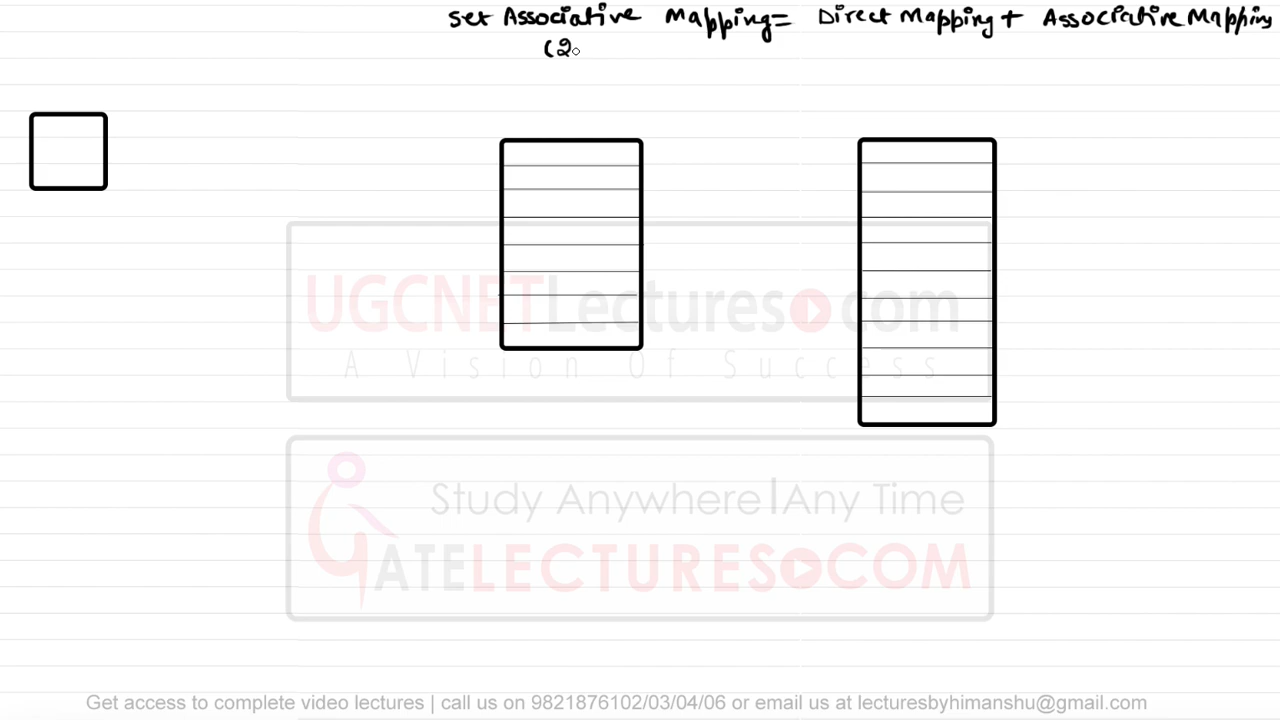 set Associative Mapping= Direct Mapping + Associative Mapping
(2
UGCNETLectures.com
A Vision Of Success
Study Anywhere|Any Time
GATELECTURES.COM
Get access to complete video lectures | call us on 9821876102/03/04/06 or email us at lecturesbyhimanshu@gmail.com